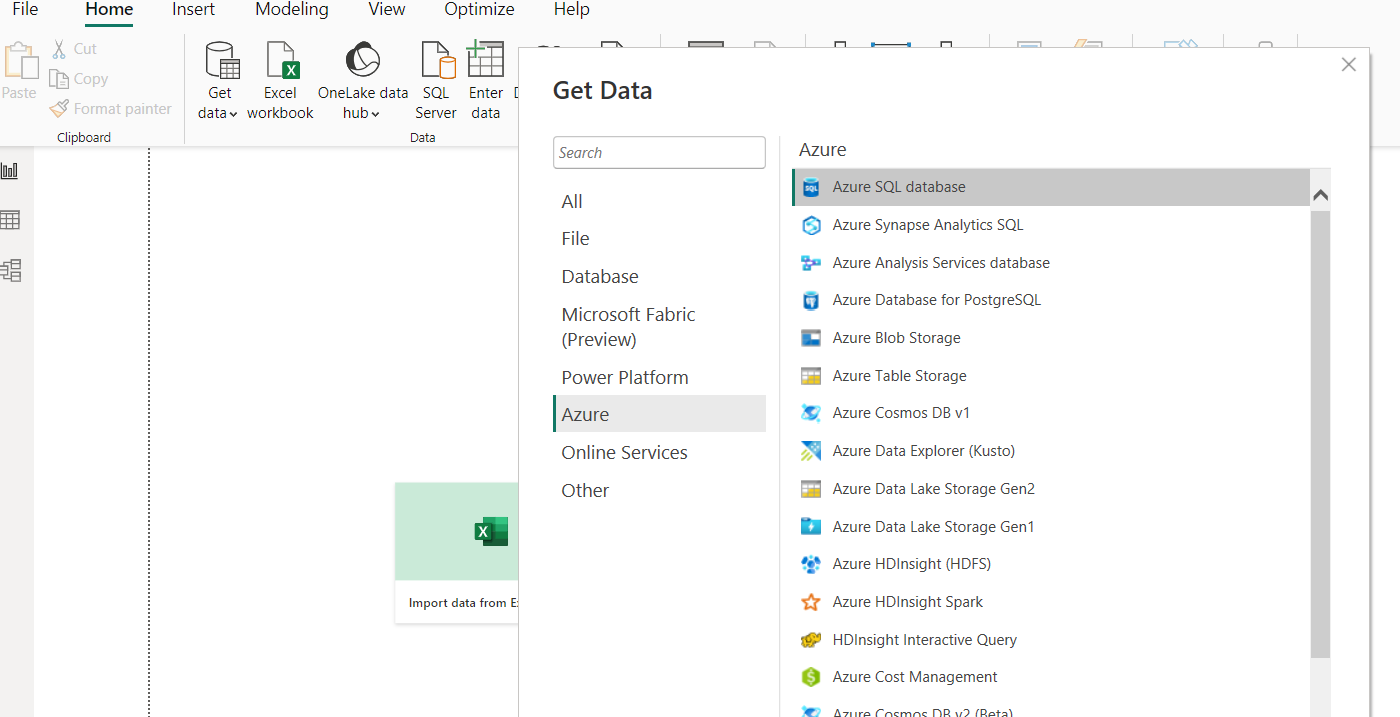 File Home Insert Modeling View Optimize Help
Paste
Cut
Copy
Format painter
Clipboard
Get data
Excel workbook
OneLake data hub
SQL Server
Enter data
Data
Import data from
Get Data
Search
All
File
Database
Microsoft Fabric
(Preview)
Power Platform
Azure
Online Services
Other
Azure
SQL
Azure SQL database
Azure Synapse Analytics SQL
Azure Analysis Services database
Azure Database for PostgreSQL
Azure Blob Storage
Azure Table Storage
Azure Cosmos DB v1
Azure Data Explorer (Kusto)
Azure Data Lake Storage Gen2
Azure Data Lake Storage Gen1
Azure HDInsight (HDFS)
Azure HDInsight Spark
HDInsight Interactive Query
Azure Cost Management
Azure Cosmos DB v2 (Beta)